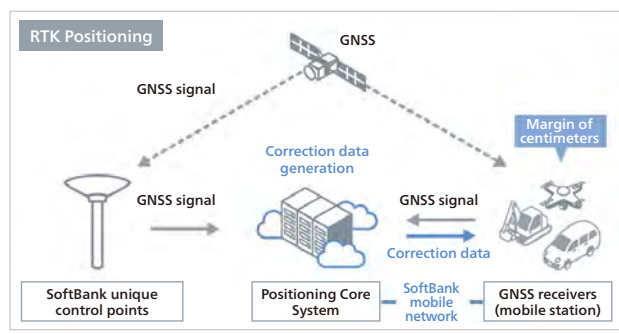 RTK Positioning
GNSS
GNSS signal
Margin of
centimeters
Correction data
generation
GNSS signal
GNSS signal
Correction data
SoftBank unique
control points
Positioning Core
System
SoftBank
mobile
network
GNSS receivers
(mobile station)